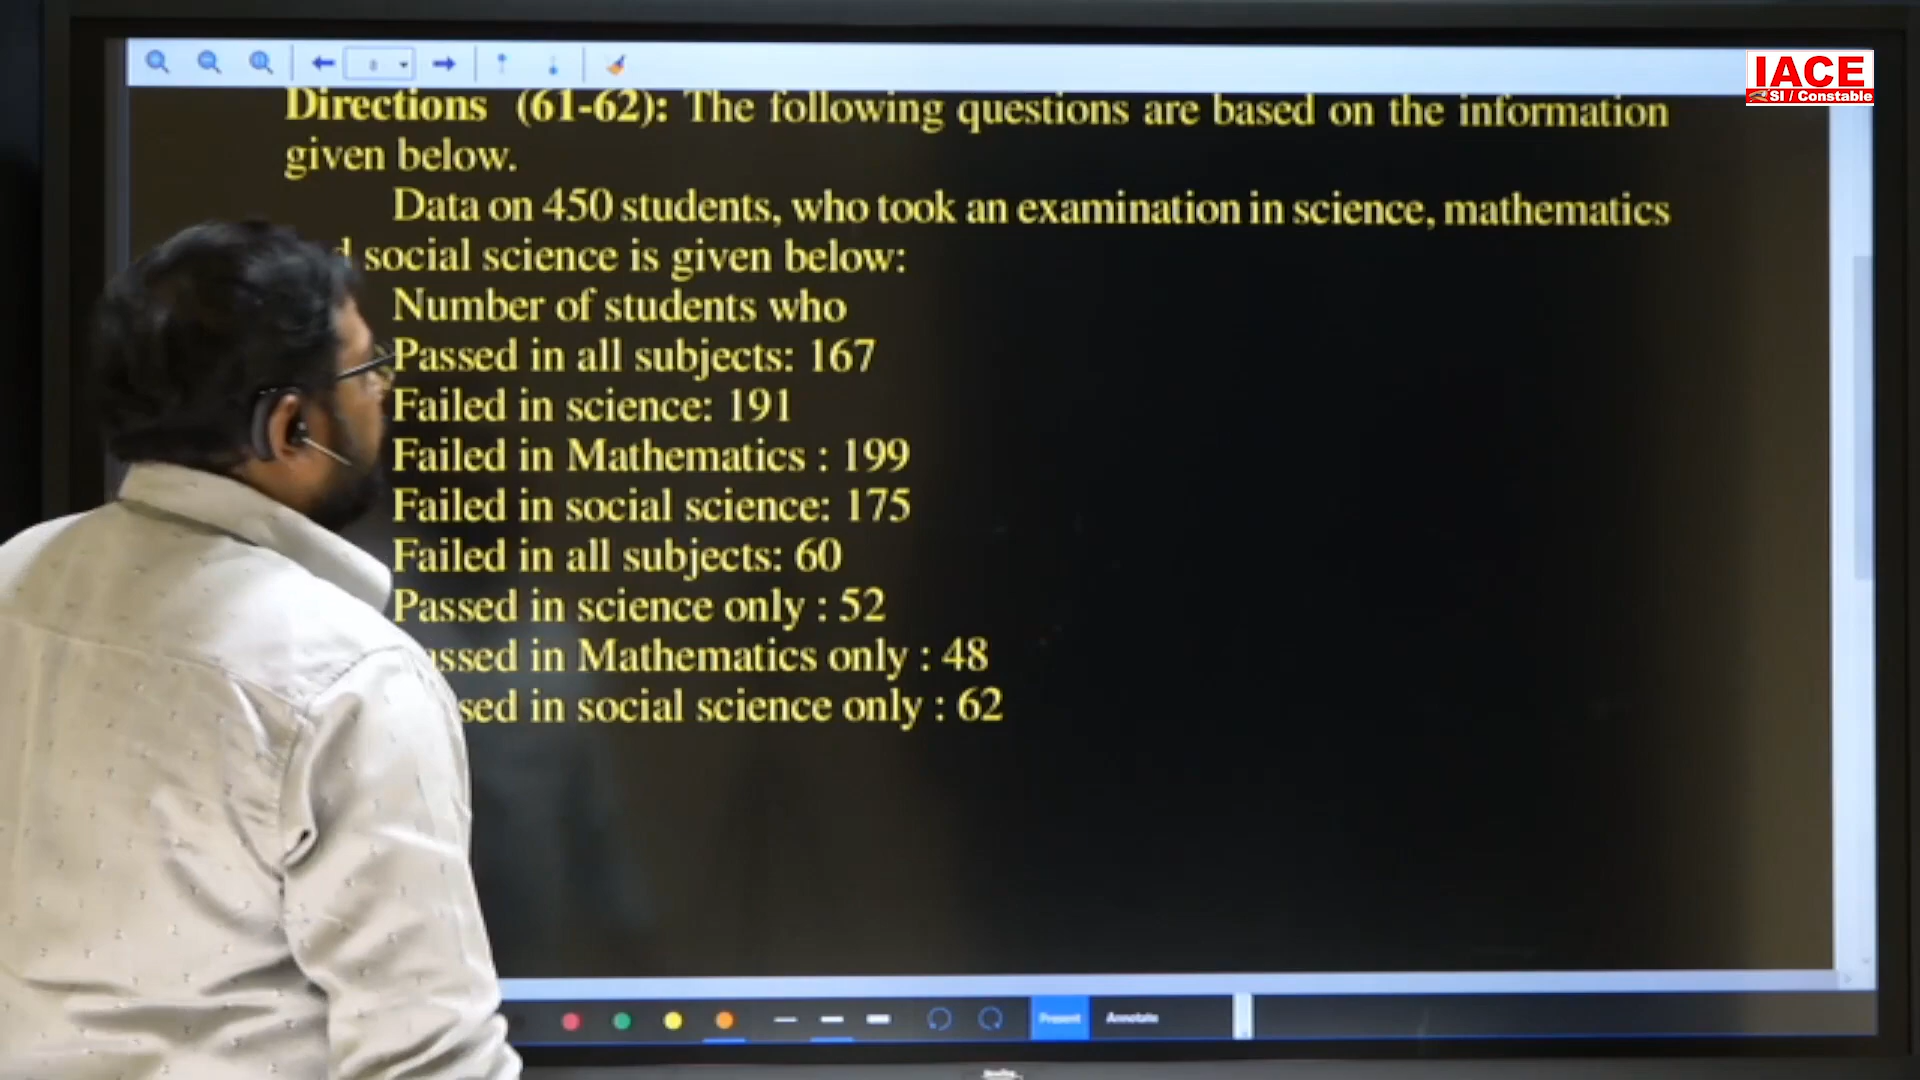 IACE
SI / Constable
Directions (61-62): The following questions are based on the information
given below.
Data on 450 students, who took an examination in science, mathematics
social science is given below:
Number of students who
Passed in all subjects: 167
Failed in science: 191
Failed in Mathematics : 199
Failed in social science: 175
Failed in all subjects: 60
Passed in science only : 52
assed in Mathematics only : 48
sed in social science only : 62
Present Annotate